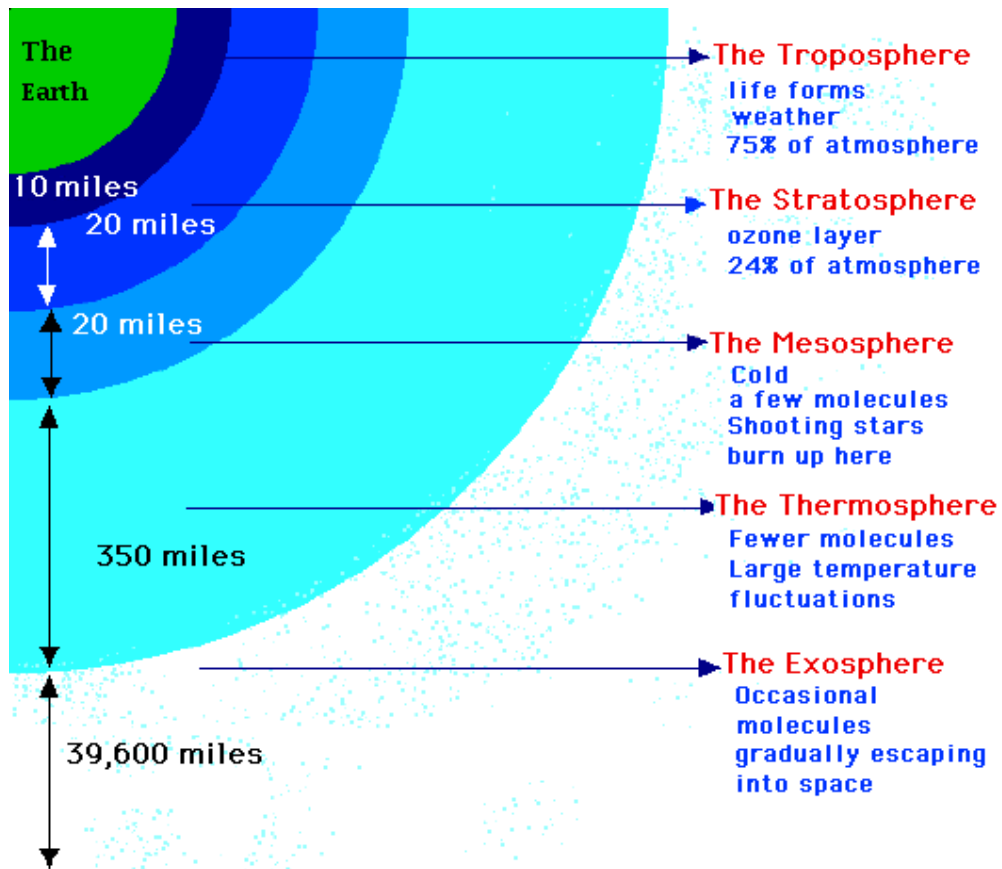 The
Earth
10 miles
20 miles
20 miles
350 miles
39,600 miles
The Troposphere
life forms
weather
75% of atmosphere
The Stratosphere
ozone layer
24% of atmosphere
The Mesosphere
Cold
a few molecules
Shooting stars
burn up here
The Thermosphere
Fewer molecules
Large temperature
fluctuations
The Exosphere
Occasional
molecules
gradually escaping
into space